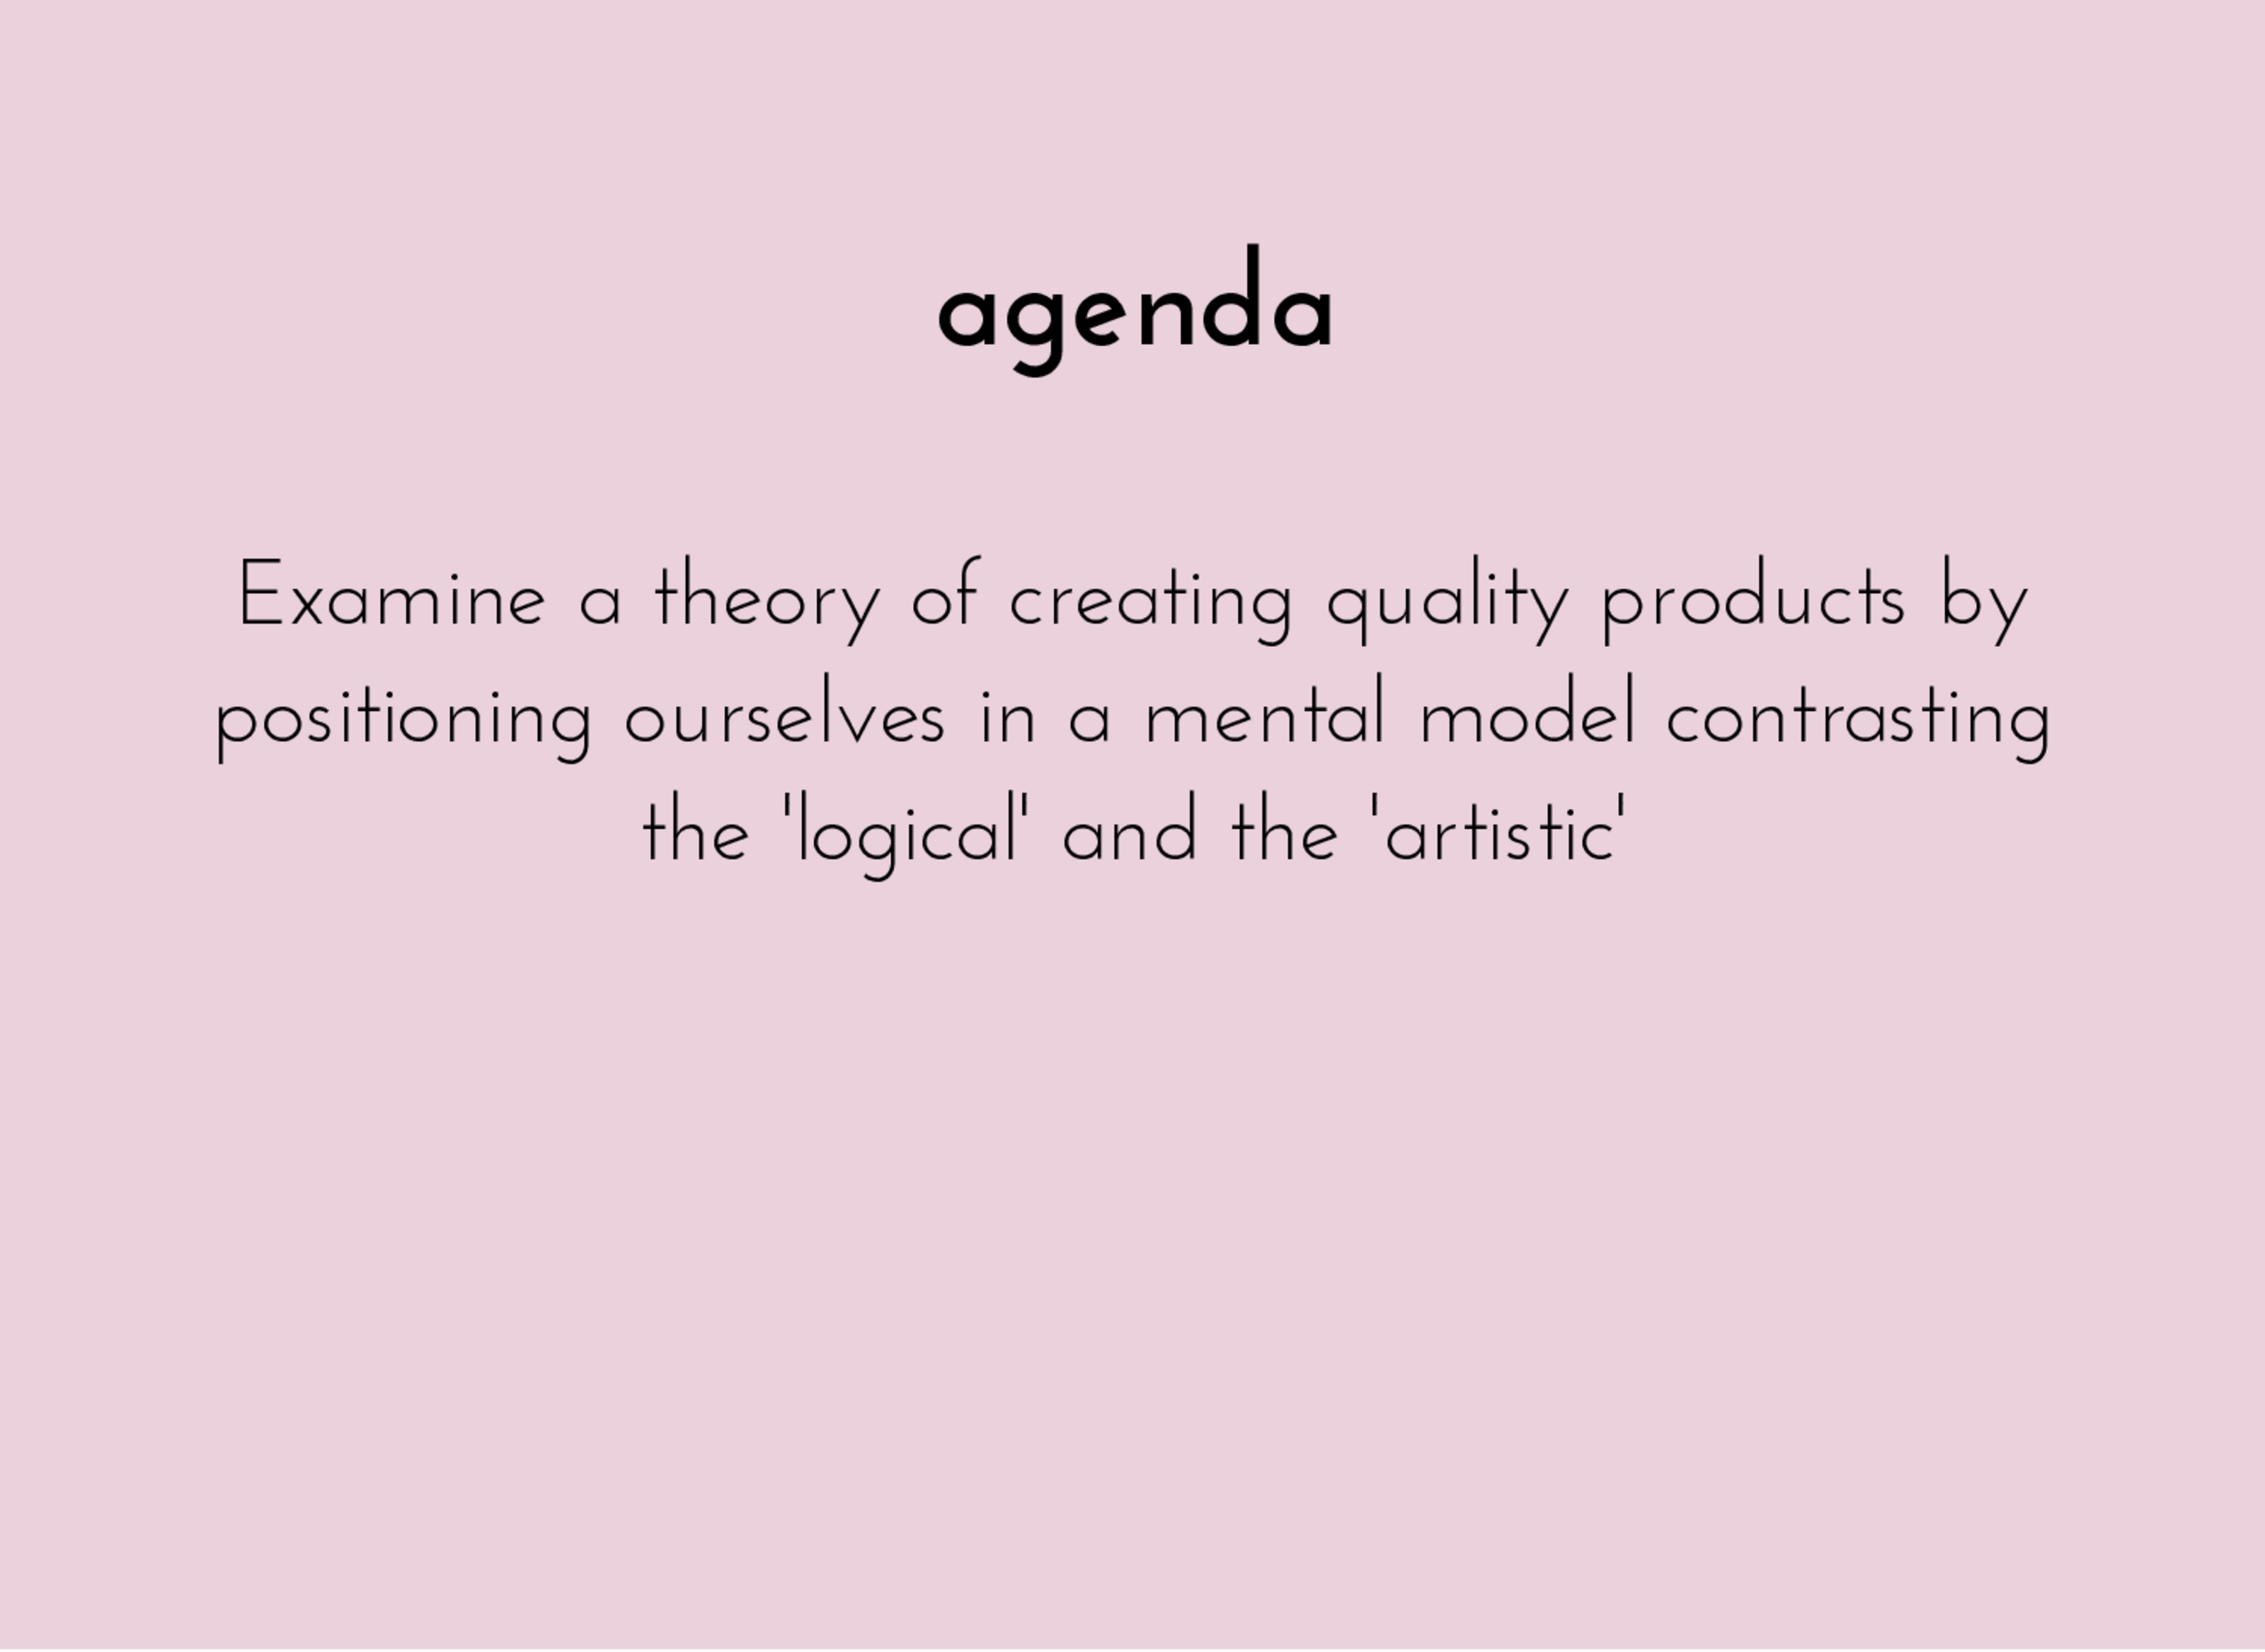 agenda
Examine a theory of creating quality products by
positioning ourselves in a mental model contrasting
the 'logical' and the 'artistic'